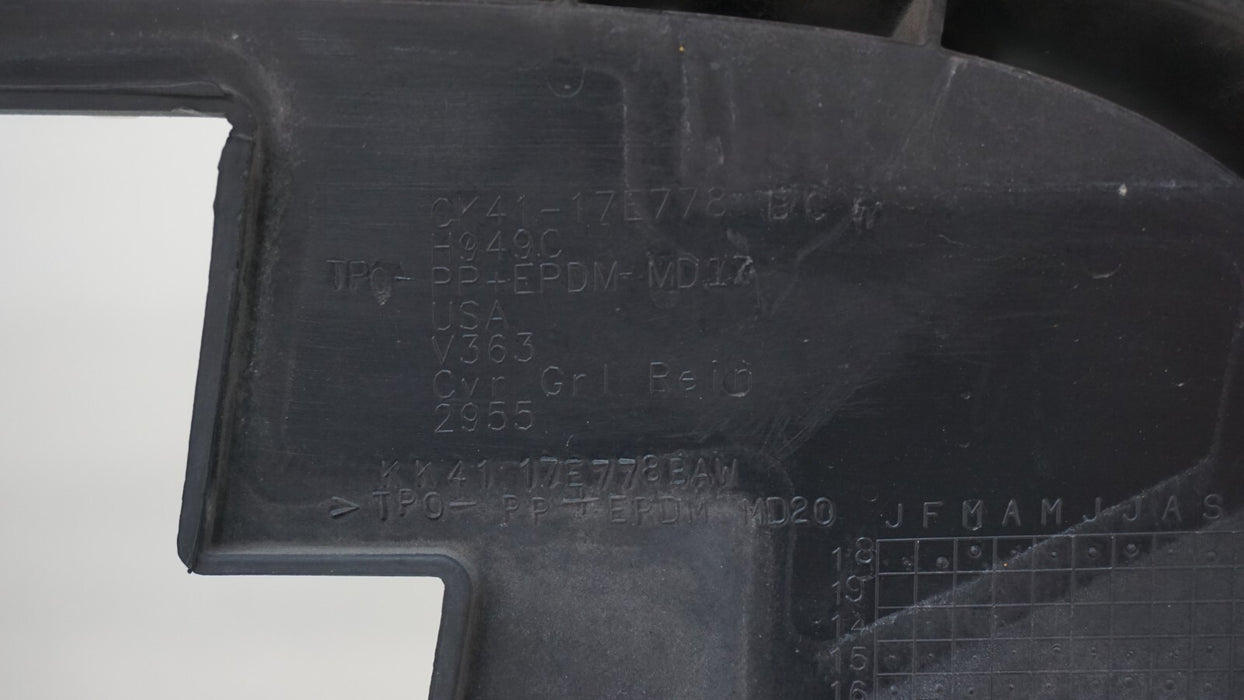 CK41-17E778
H949C
TPO- PP+EPDM-MD17
USA
V363
Cvr Grl Rein
2955
KK41-17E778BAW
>TPO- PP+EPDM MD20
J F M A M J J A S
18
19
14
15
16